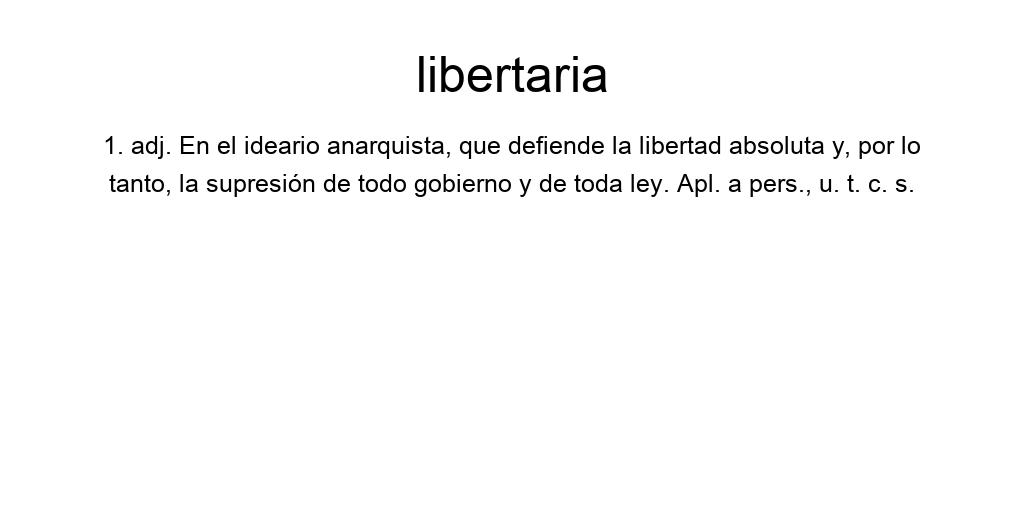 libertaria
1. adj. En el ideario anarquista, que defiende la libertad absoluta y, por lo
tanto, la supresión de todo gobierno y de toda ley. Apl. a pers., u. t. c. s.